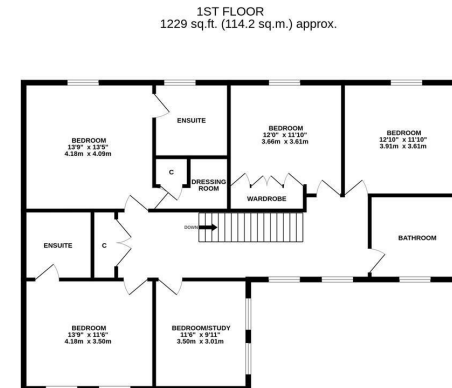 1ST FLOOR
1229 sq.ft. (114.2 sq.m.) approx.
BEDROOM
13'9" x 13'5"
4.18m x 4.09m
ENSUITE
BEDROOM
12'0" x 11'10"
3.66m x 3.61m
BEDROOM
12'10" x 11'10"
3.91m x 3.61m
C
DRESSING
ROOM
WARDROBE
DOWN
ENSUITE
C
BATHROOM
BEDROOM
13'9" x 11'6"
4.18m x 3.50m
BEDROOM/STUDY
11'6" x 9'11"
3.50m x 3.01m